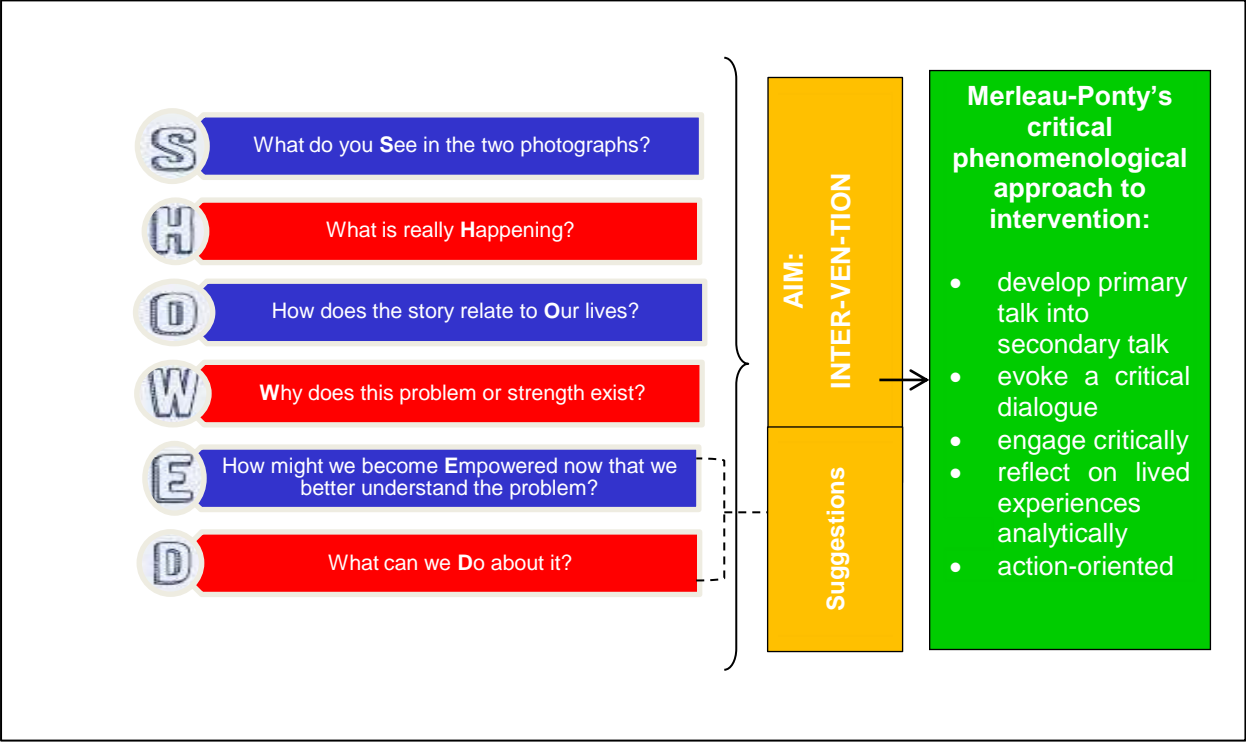 S
What do you See in the two photographs?
H
What is really Happening?
O
How does the story relate to Our lives?
W
Why does this problem or strength exist?
E
How might we become Empowered now that we
better understand the problem?
D
What can we Do about it?
AIM:
INTER-VEN-TION
Suggestions
Merleau-Ponty's
critical
phenomenological
approach to
intervention:
• develop primary
talk into
secondary talk
• evoke a critical
dialogue
• engage critically
• reflect on lived
experiences
analytically
• action-oriented